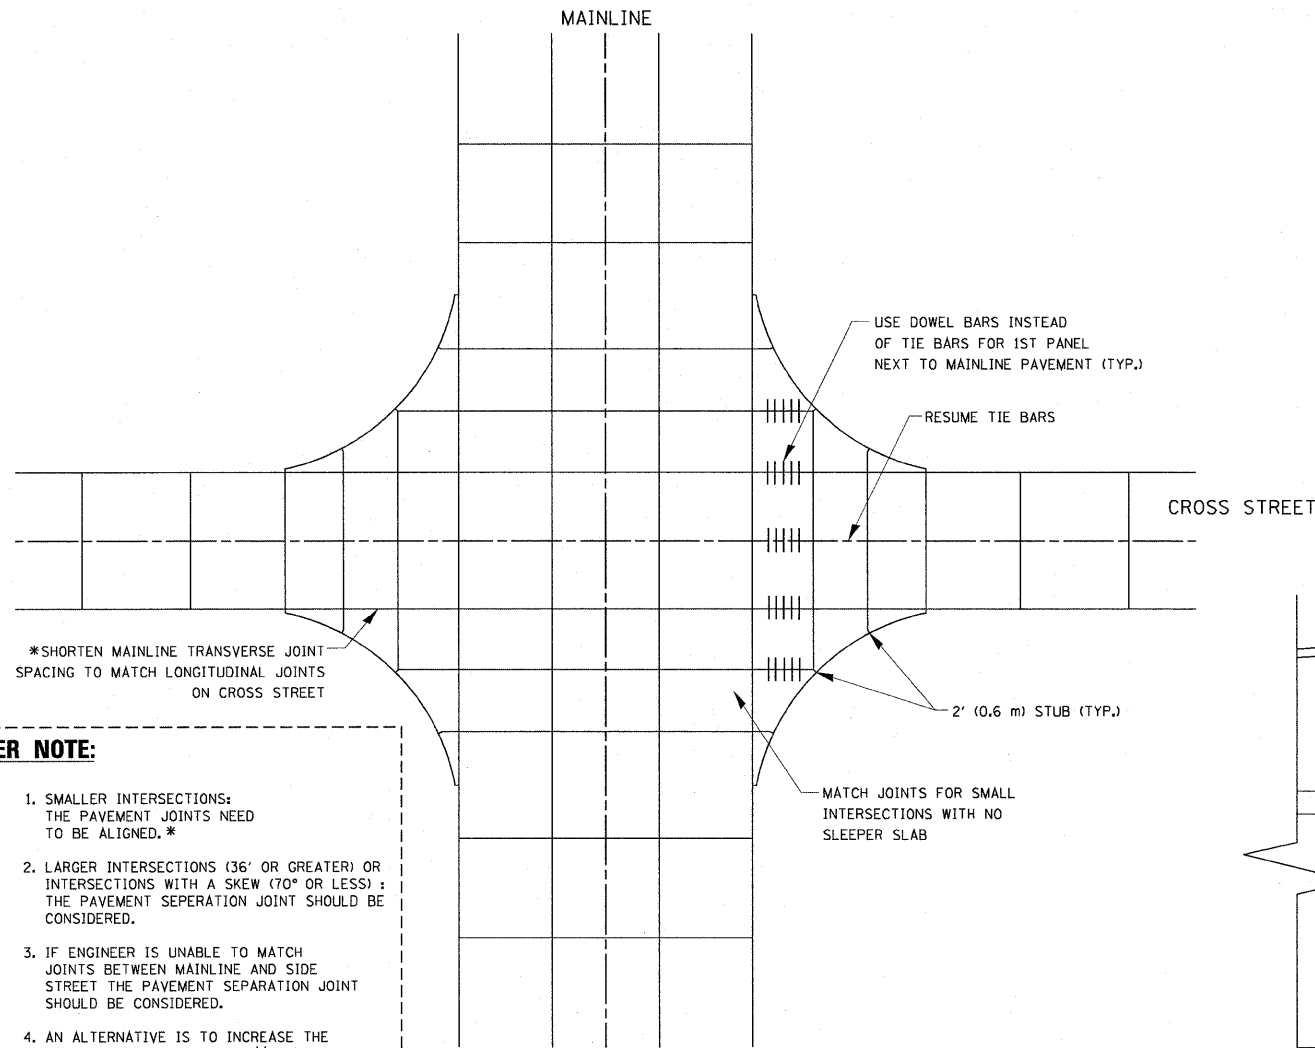 MAINLINE
USE DOWEL BARS INSTEAD
OF TIE BARS FOR 1ST PANEL
NEXT TO MAINLINE PAVEMENT (TYP.)
RESUME TIE BARS
CROSS STREET
*SHORTEN MAINLINE TRANSVERSE JOINT
SPACING TO MATCH LONGITUDINAL JOINTS
ON CROSS STREET
2' (0.6 m) STUB (TYP.)
MATCH JOINTS FOR SMALL
INTERSECTIONS WITH NO
SLEEPER SLAB
ER NOTE:
1. SMALLER INTERSECTIONS:
THE PAVEMENT JOINTS NEED
TO BE ALIGNED.*
2. LARGER INTERSECTIONS (36' OR GREATER) OR
INTERSECTIONS WITH A SKEW (70° OR LESS) :
THE PAVEMENT SEPERATION JOINT SHOULD BE
CONSIDERED.
3. IF ENGINEER IS UNABLE TO MATCH
JOINTS BETWEEN MAINLINE AND SIDE
STREET THE PAVEMENT SEPARATION JOINT
SHOULD BE CONSIDERED.
4. AN ALTERNATIVE IS TO INCREASE THE